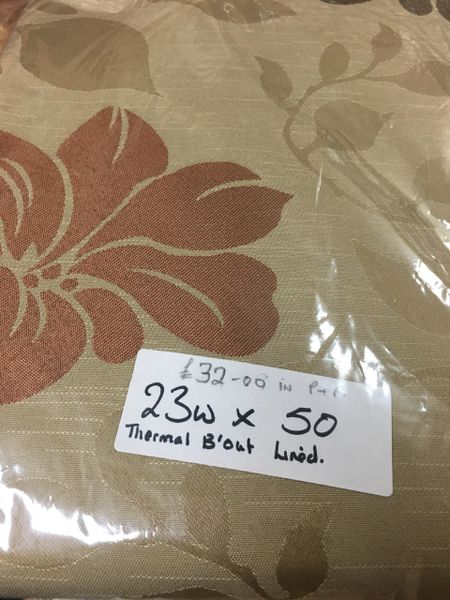 £32-00 in P+P.
23w x 50
Thermal B'out Lined.